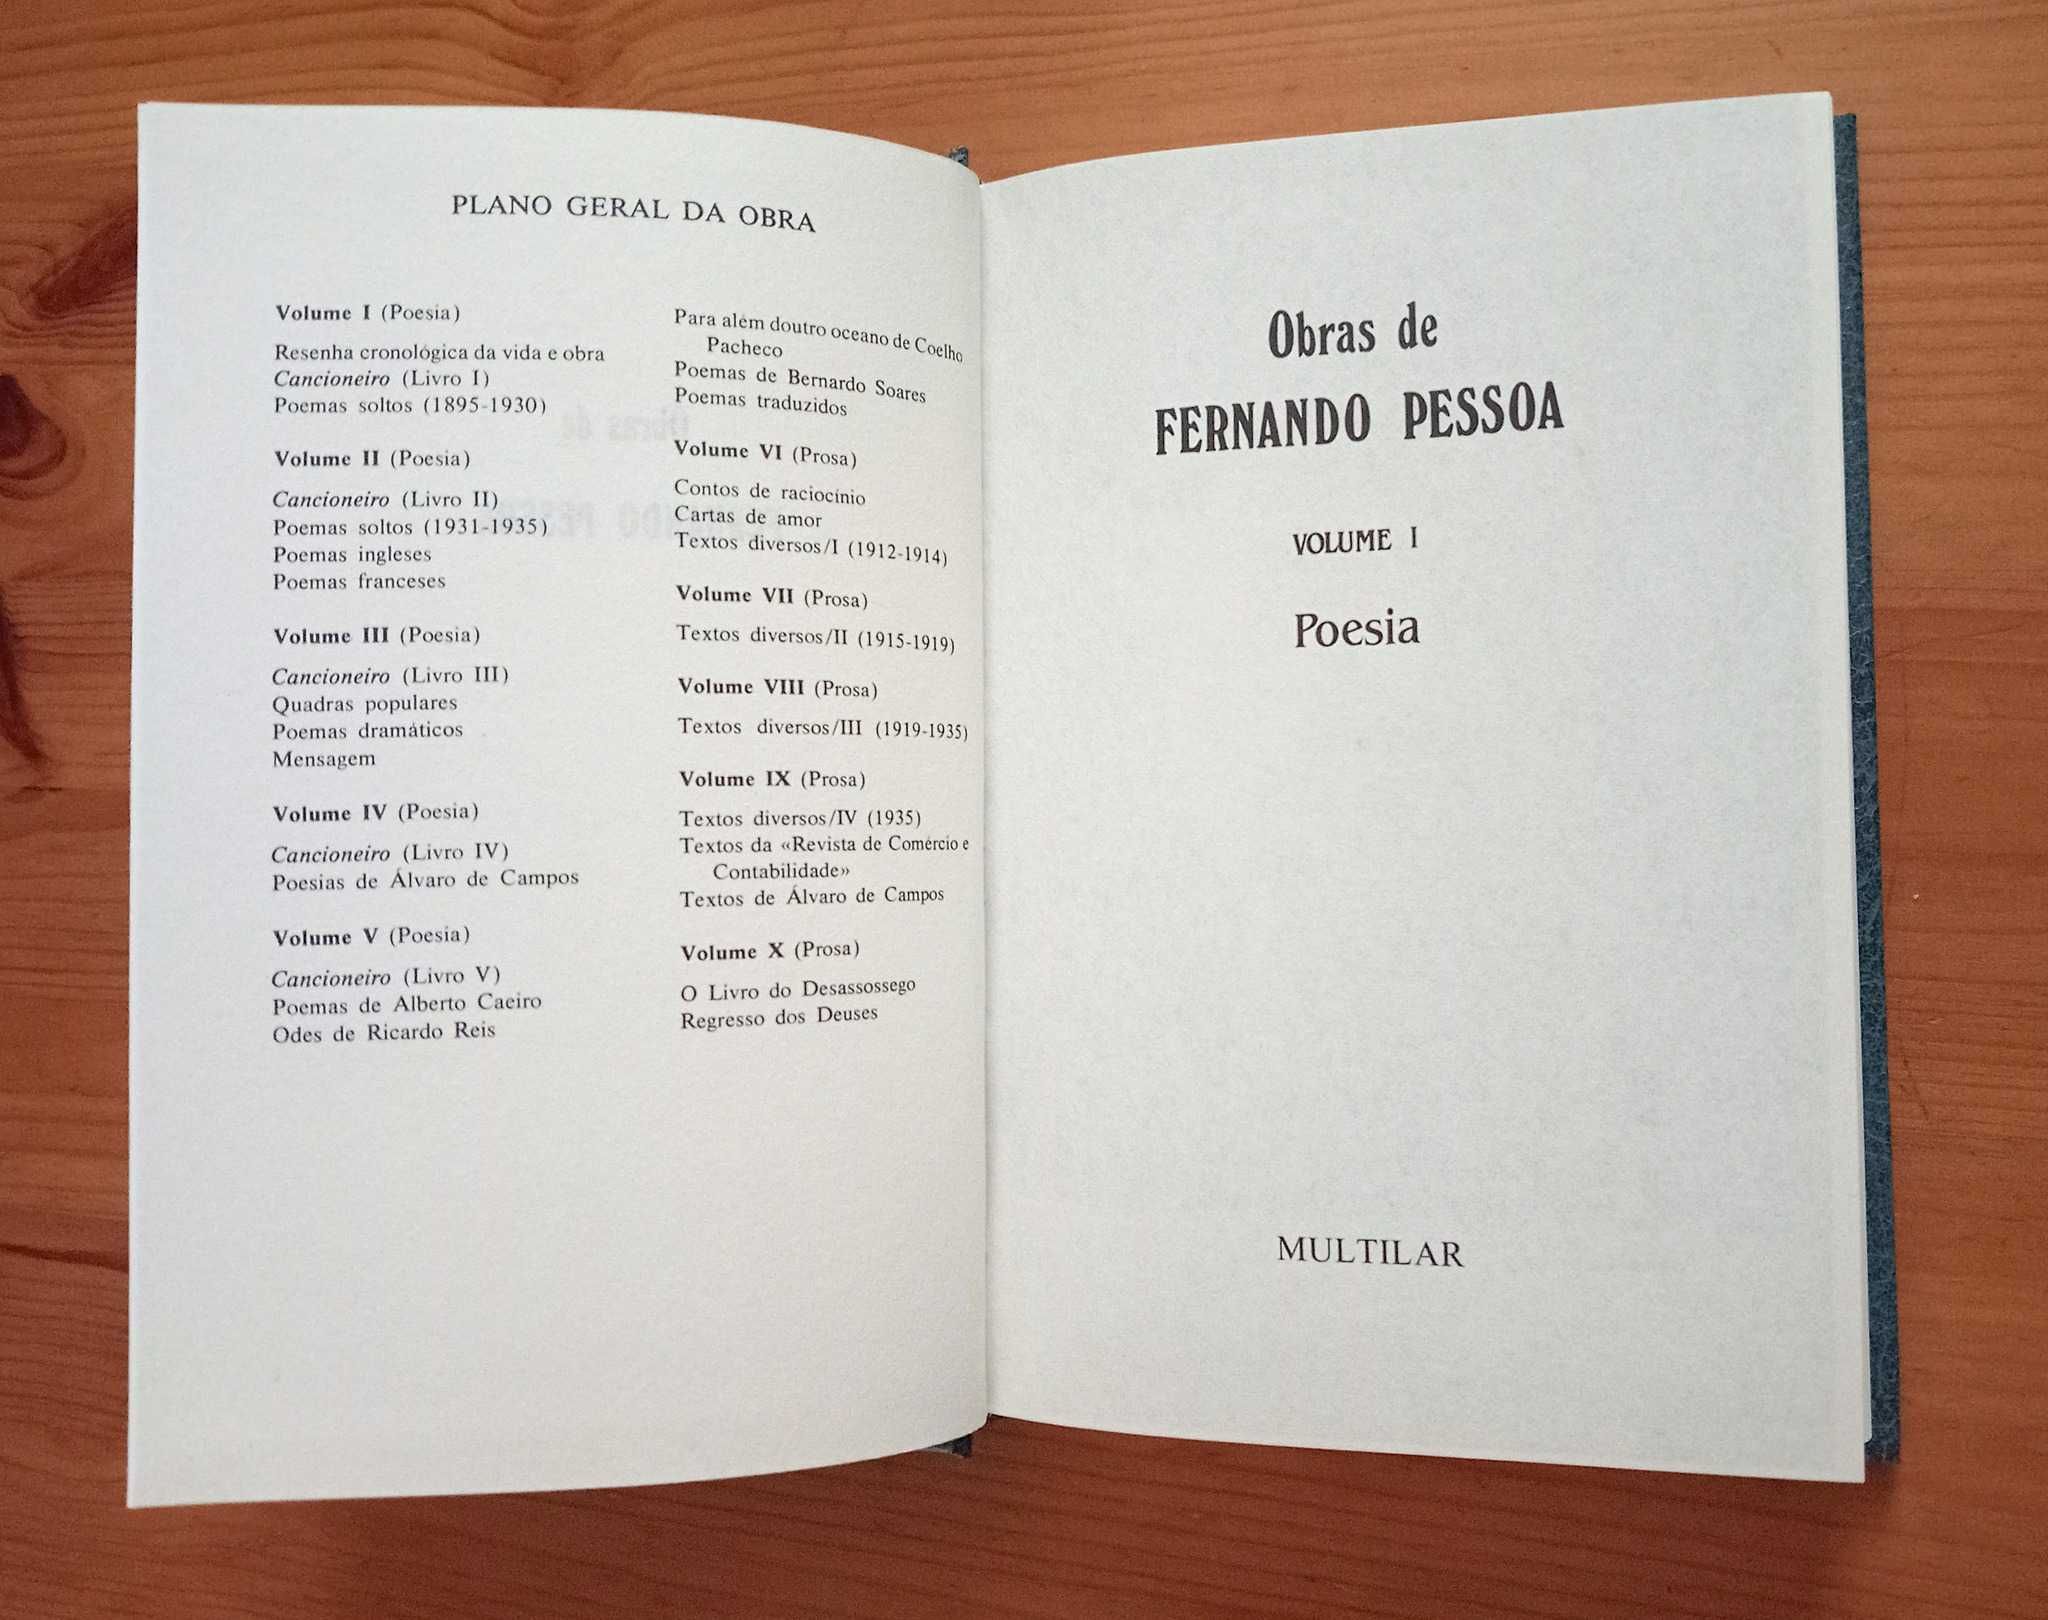 PLANO GERAL DA OBRA
Volume I (Poesia)
Resenha cronológica da vida e obra
Cancioneiro (Livro I)
Poemas soltos (1895-1930)
Volume II (Poesia)
Cancioneiro (Livro II)
Poemas soltos (1931-1935)
Poemas ingleses
Poemas franceses
Volume III (Poesia)
Cancioneiro (Livro III)
Quadras populares
Poemas dramáticos
Mensagem
Volume IV (Poesia)
Cancioneiro (Livro IV)
Poesias de Álvaro de Campos
Volume V (Poesia)
Cancioneiro (Livro V)
Poemas de Alberto Caeiro
Odes de Ricardo Reis
Para além doutro oceano de Coelho
Pacheco
Poemas de Bernardo Soares
Poemas traduzidos
Volume VI (Prosa)
Contos de raciocínio
Cartas de amor
Textos diversos/I (1912-1914)
Volume VII (Prosa)
Textos diversos/II (1915-1919)
Volume VIII (Prosa)
Textos diversos/III (1919-1935)
Volume IX (Prosa)
Textos diversos/IV (1935)
Textos da «Revista de Comércio e
Contabilidade»
Textos de Álvaro de Campos
Volume X (Prosa)
O Livro do Desassossego
Regresso dos Deuses
Obras de
FERNANDO PESSOA
VOLUME I
Poesia
MULTILAR